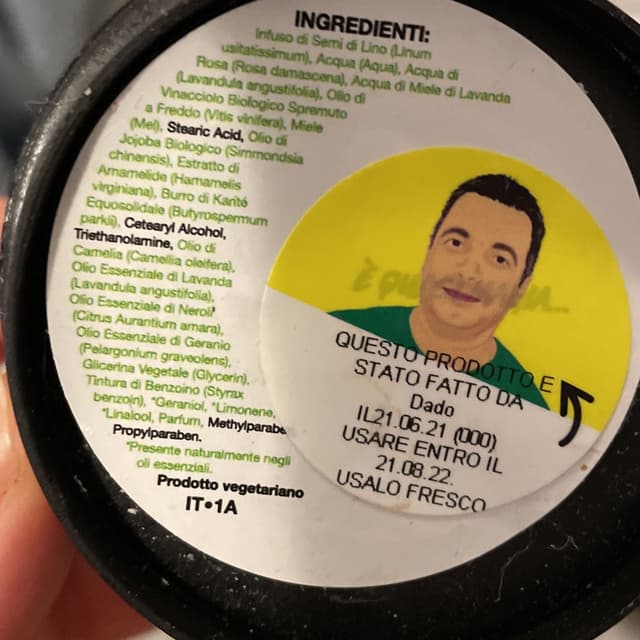 INGREDIENTI:
Infuso di Semi di Lino (Linum
usitatissimum), Acqua (Aqua), Acqua di
Rosa (Rosa damascena), Acqua di Miele di Lavanda
(Lavandula angustifolia), Olio di
Vinacciolo Biologico Spremuto
a Freddo (Vitis vinifera), Miele
(Mel), Stearic Acid, Olio di
Jojoba Biologico (Simmondsia
chinensis), Estratto di
Amamelide (Hamamelis
virginiana), Burro di Karité
Equosolidale (Butyrospermum
parkii), Cetearyl Alcohol,
Triethanolamine, Olio di
Camelia (Camellia oleifera),
Olio Essenziale di Lavanda
(Lavandula angustifolia),
Olio Essenziale di Neroli
(Citrus Aurantium amara),
Olio Essenziale di Geranio
(Pelargonium graveolens),
Glicerina Vegetale (Glycerin),
Tintura di Benzoino (Styrax
benzoin), *Geraniol, *Limonene,
*Linalool, Parfum, Methylparabe
Propylparaben.
*Presente naturalmente negli
oli essenziali.
Prodotto vegetariano
IT•1A
QUESTO PRODOTTO E
STATO FATTO DA
Dado
IL21.06.21 (000)
USARE ENTRO IL
21.08.22.
USALO FRESCO